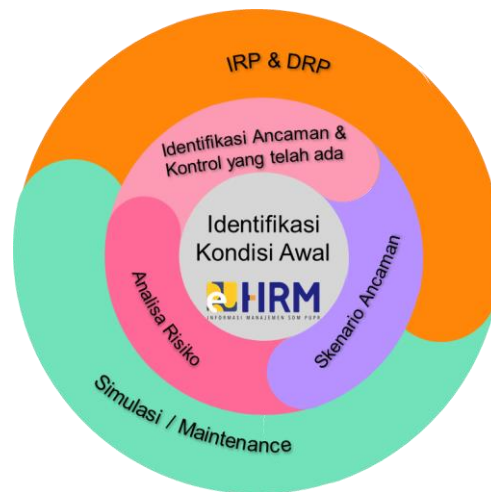 IRP & DRP
Identifikasi Ancaman &
Kontrol yang telah ada
Identifikasi
Kondisi Awal
eHRM
INFORMASI MANAJEMEN SDM PUPR
Skenario Ancaman
Analisa Risiko
Simulasi / Maintenance